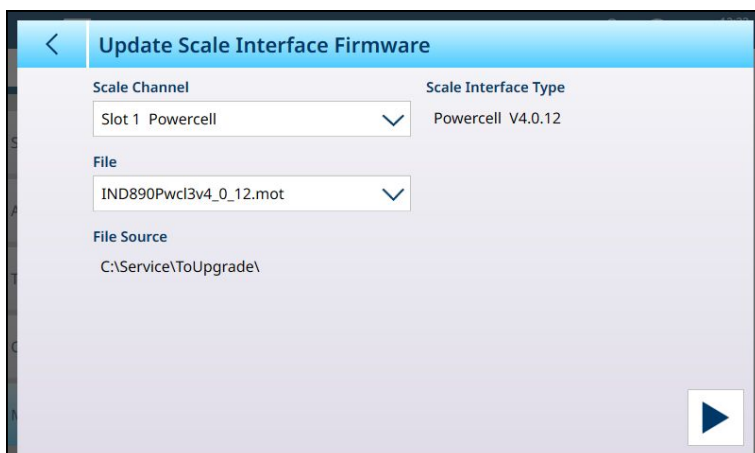 Update Scale Interface Firmware
Scale Channel
Scale Interface Type
Slot 1 Powercell
Powercell V4.0.12
File
IND890Pwcl3v4_0_12.mot
File Source
C:\Service\ToUpgrade\